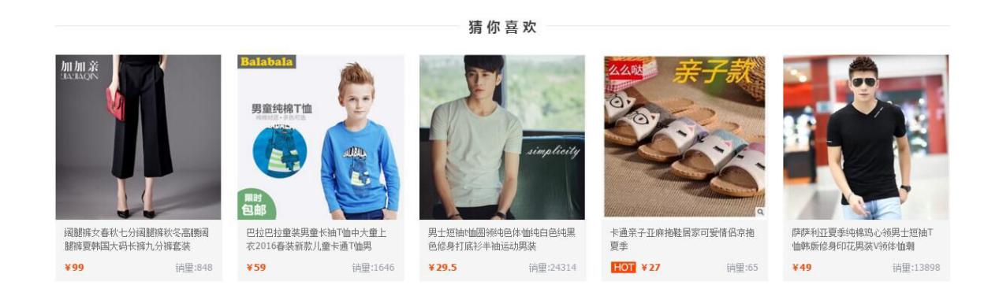 猜你喜欢
加加亲
JIAJIAQIN
阔腿裤女春秋七分阔腿裤秋冬高腰阔
腿裤夏韩国大码长裤九分裤套装
¥99
销量:848
Balabala
男童纯棉T恤
纯棉材质·多色可选
BALABALA
限时
包邮
巴拉巴拉童装男童长袖T恤中大童上
衣2016春装新款儿童卡通T恤男
¥59
销量:1646
simplicity
男士短袖t恤圆领纯色体恤纯白色纯黑
色修身打底衫半袖运动男装
¥29.5
销量:24314
么么哒
亲子款
卡通亲子亚麻拖鞋居家可爱情侣凉拖
夏季
HOT ¥27
销量:65
萨萨利亚夏季纯棉鸡心领男士短袖T
恤韩版修身印花男装V领体恤潮
¥49
销量:13898